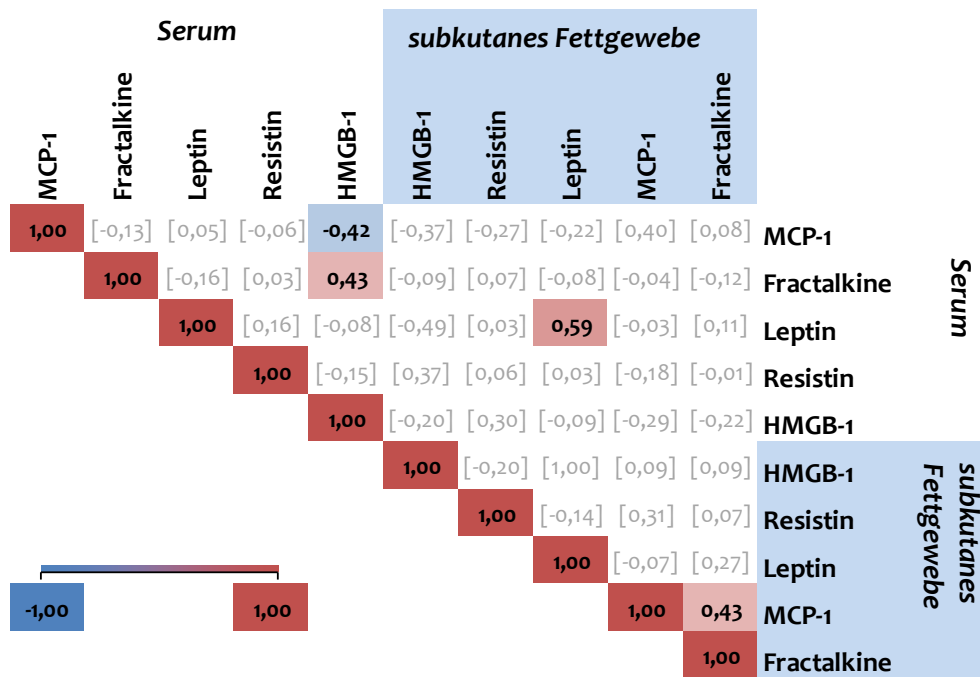 Serum subkutanes Fettgewebe
MCP-1 Fractalkine Leptin Resistin HMGB-1 HMGB-1 Resistin Leptin MCP-1 Fractalkine
1,00 [-0,13] [0,05] [-0,06] -0,42 [-0,37] [-0,27] [-0,22] [0,40] [0,08] MCP-1
1,00 [-0,16] [0,03] 0,43 [-0,09] [0,07] [-0,08] [-0,04] [-0,12] Fractalkine
1,00 [0,16] [-0,08] [-0,49] [0,03] 0,59 [-0,03] [0,11] Leptin
1,00 [-0,15] [0,37] [0,06] [0,03] [-0,18] [-0,01] Resistin
1,00 [-0,20] [0,30] [-0,09] [-0,29] [-0,22] HMGB-1
Serum
1,00 [-0,20] [1,00] [0,09] [0,09] HMGB-1
1,00 [-0,14] [0,31] [0,07] Resistin
1,00 [-0,07] [0,27] Leptin
-1,00 1,00 1,00 0,43 MCP-1
1,00 Fractalkine
subkutanes
Fettgewebe